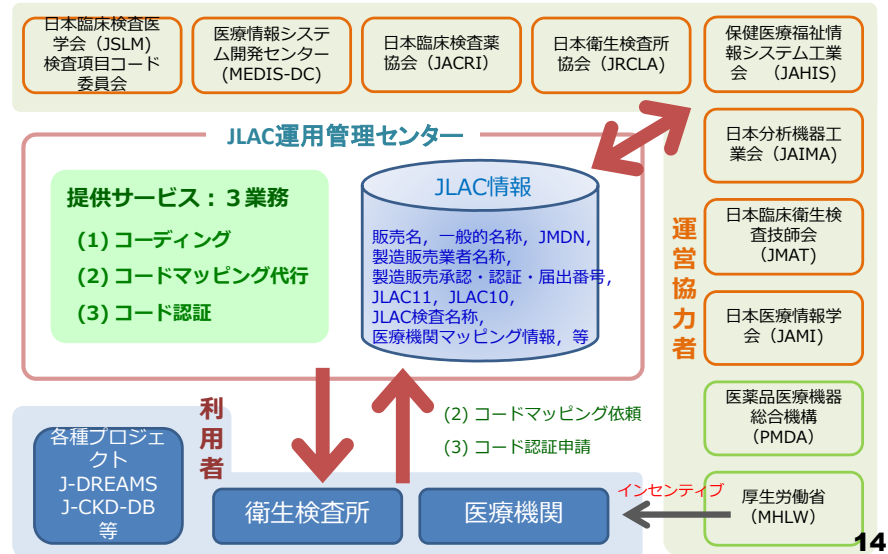 日本臨床検査医
学会（JSLM)
検査項目コード
委員会
医療情報システ
ム開発センター
(MEDIS-DC)
日本臨床検査薬
協会（JACRI）
日本衛生検査所
協会（JRCLA）
保健医療福祉情
報システム工業
会　（JAHIS）
日本分析機器工
業会（JAIMA）
日本臨床衛生検
査技師会
（JMAT）
日本医療情報学
会（JAMI)
医薬品医療機器
総合機構
（PMDA）
厚生労働省
（MHLW）
運営協力者
JLAC運用管理センター
提供サービス：３業務
(1) コーディング
(2) コードマッピング代行
(3) コード認証
JLAC情報
販売名，一般的名称，JMDN，
製造販売業者名称，
製造販売承認・認証・届出番号，
JLAC11，JLAC10，
JLAC検査名称，
医療機関マッピング情報，等
(2) コードマッピング依頼
(3) コード認証申請
利用者
各種プロジェ
クト
J-DREAMS
J-CKD-DB
等
衛生検査所
医療機関
インセンティブ
14